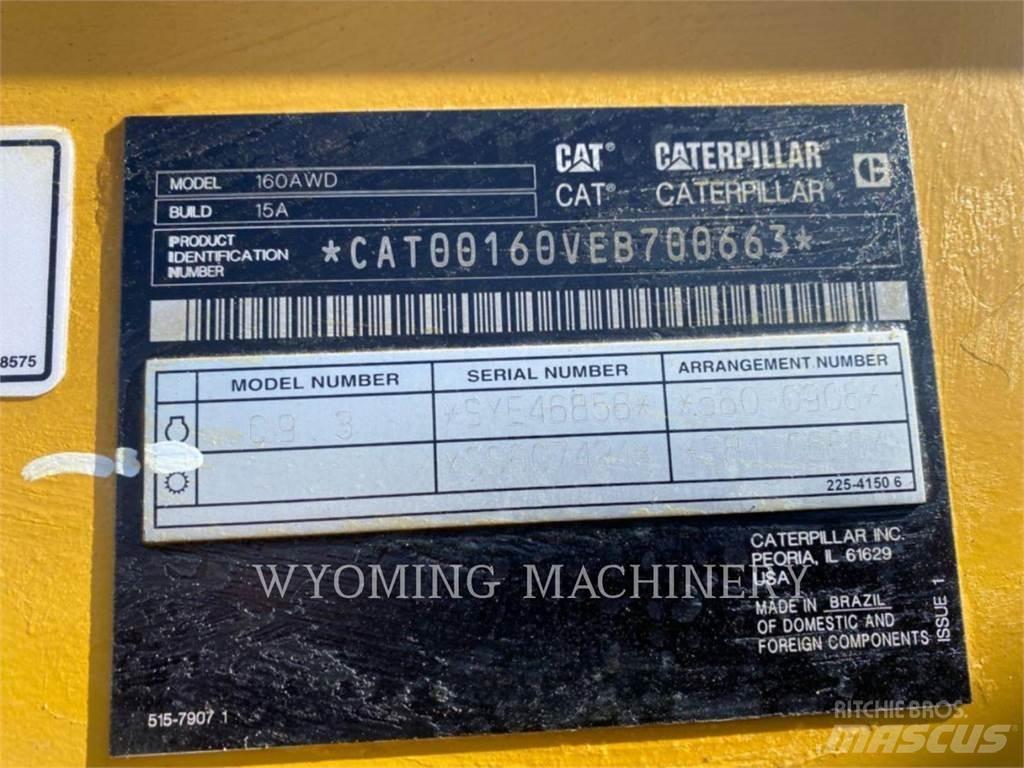 CAT® CATERPILLAR®
MODEL 160AWD
CAT® CATERPILLAR®
BUILD 15A
PRODUCT IDENTIFICATION NUMBER
*CAT00160VEB700663*
8575
MODEL NUMBER SERIAL NUMBER ARRANGEMENT NUMBER
C9.3 *SYE46856*
225-4150 6
CATERPILLAR INC.
PEORIA, IL 61629
USA
WYOMING MACHINERY
MADE IN BRAZIL
OF DOMESTIC AND
FOREIGN COMPONENTS
ISSUE 1
515-7907 1
RITCHIE BROS.
MASCUS